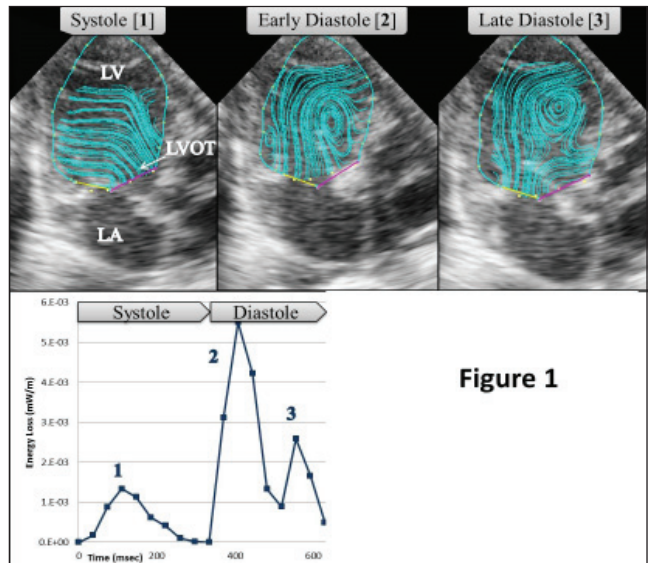 Systole [1]
Early Diastole [2]
Late Diastole [3]
LV
LVOT
LA
6.E-03
Systole
Diastole
5.E-03
2
4.E-03
Figure 1
Energy Loss (mW/m)
3.E-03
3
2.E-03
1
1.E-03
0.E+00
0
Time (msec)
200
400
600